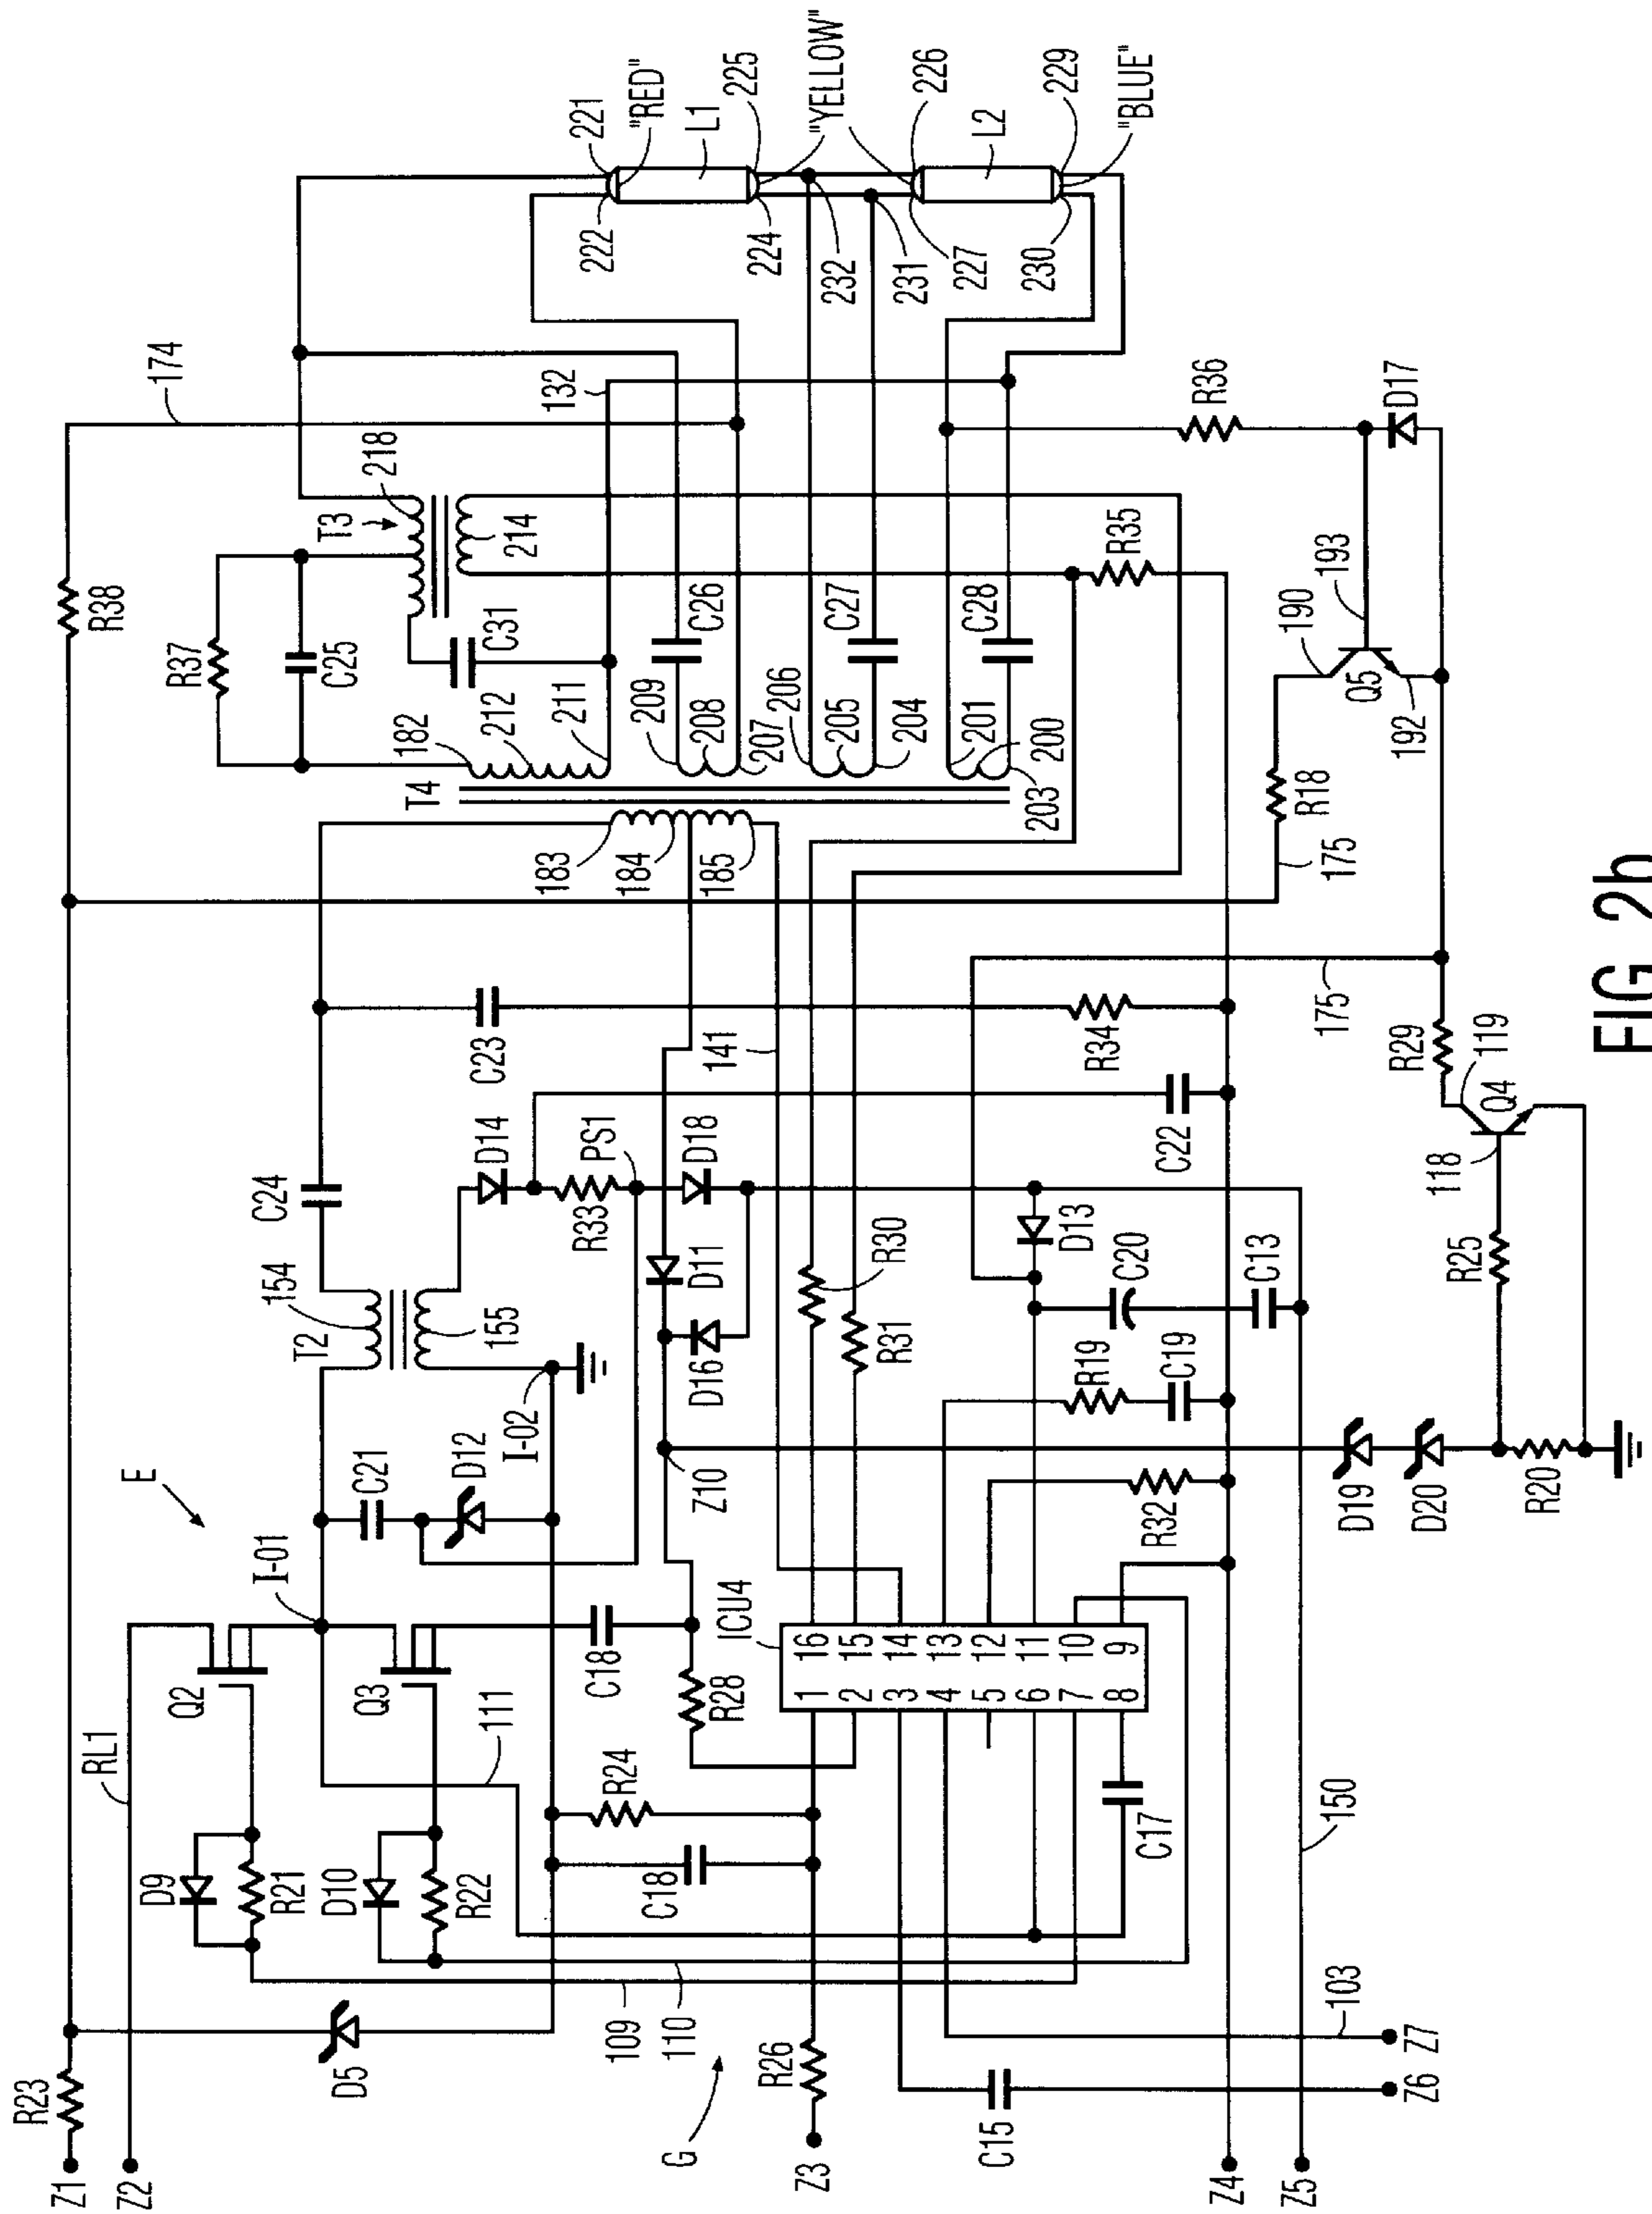 E
G
Z1
R23
Z2
RL1
D5
D9
R21
Q2
I-01
D10
R22
Q3
111
C21
D12
I-02
T2
154
155
C24
D14
R33
PS1
D18
D11
D16
Z10
C23
141
T4
183
184
185
182
212
211
209
208
207
206
205
204
201
200
203
R37
C25
C31
R38
T3
218
214
174
132
C26
C27
C28
221
222
"RED"
L1
225
224
"YELLOW"
232
231
226
227
L2
229
230
"BLUE"
R36
D17
R35
190
193
Q5
192
R18
175
175
R34
C22
R29
119
Q4
118
R25
R30
R31
D13
C20
C13
R19
C19
R32
D19
D20
R20
C18
R28
ICU4
1 16
2 15
3 14
4 13
5 12
6 11
7 10
8 9
R24
C18
C17
109
110
R26
Z3
C15
Z4
Z5
150
103
Z6
Z7
FIG. 2b